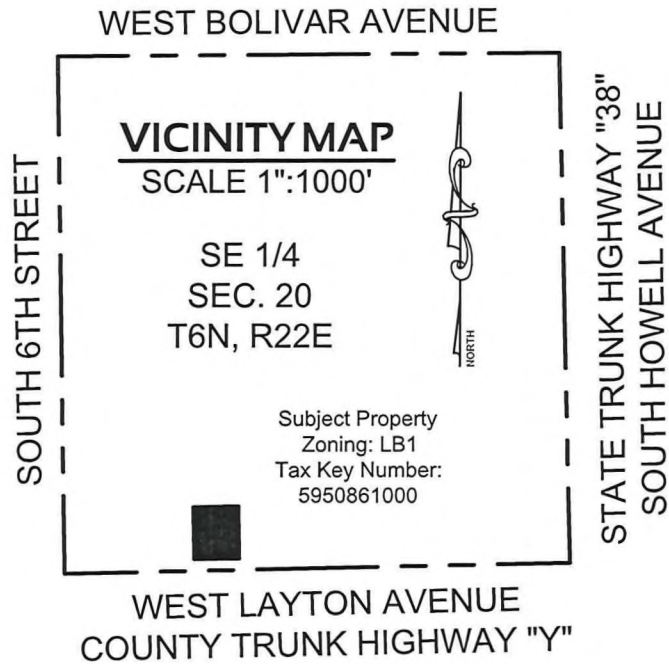 WEST BOLIVAR AVENUE
SOUTH 6TH STREET
VICINITY MAP
SCALE 1":1000'
SE 1/4
SEC. 20
T6N, R22E
NORTH
Subject Property
Zoning: LB1
Tax Key Number:
5950861000
STATE TRUNK HIGHWAY "38"
SOUTH HOWELL AVENUE
WEST LAYTON AVENUE
COUNTY TRUNK HIGHWAY "Y"